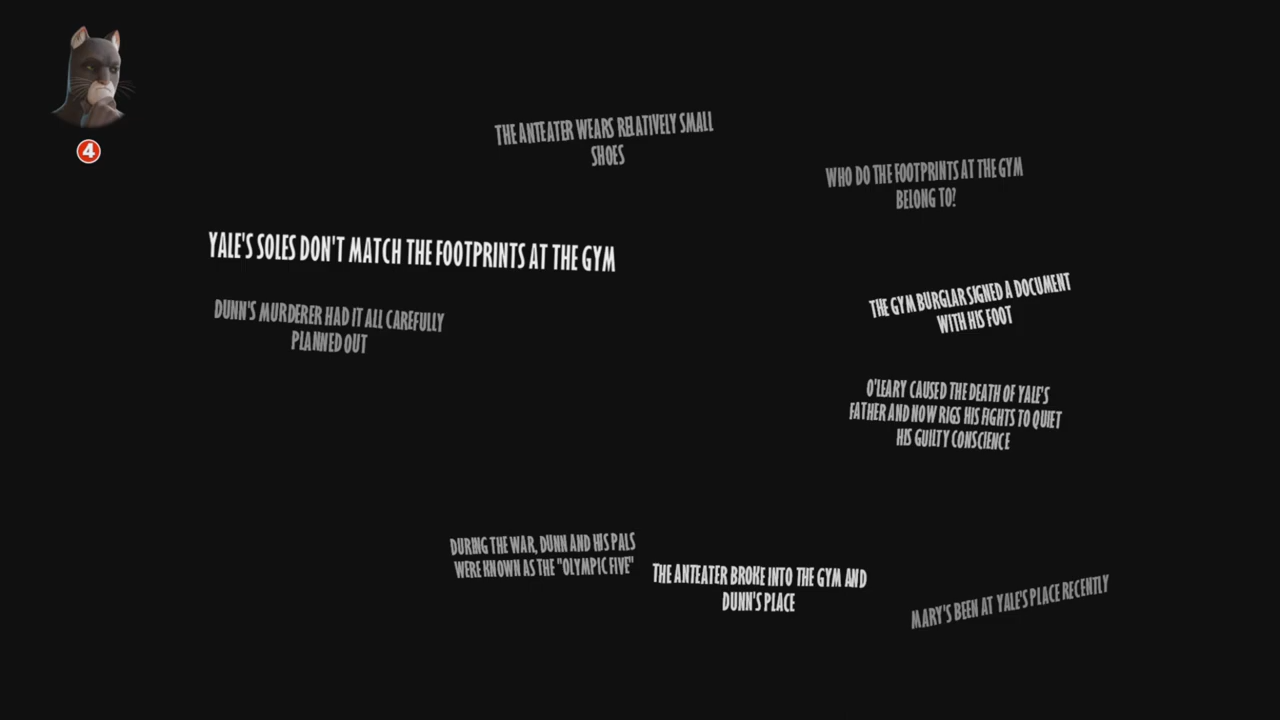 4
THE ANTEATER WEARS RELATIVELY SMALL
SHOES
WHO DO THE FOOTPRINTS AT THE GYM
BELONG TO?
YALE'S SOLES DON'T MATCH THE FOOTPRINTS AT THE GYM
THE GYM BURGLAR SIGNED A DOCUMENT
WITH HIS FOOT
DUNN'S MURDERER HAD IT ALL CAREFULLY
PLANNED OUT
O'LEARY CAUSED THE DEATH OF YALE'S
FATHER AND NOW RIGS HIS FIGHTS TO QUIET
HIS GUILTY CONSCIENCE
DURING THE WAR, DUNN AND HIS PALS
WERE KNOWN AS THE "OLYMPIC FIVE"
THE ANTEATER BROKE INTO THE GYM AND
DUNN'S PLACE
MARY'S BEEN AT YALE'S PLACE RECENTLY